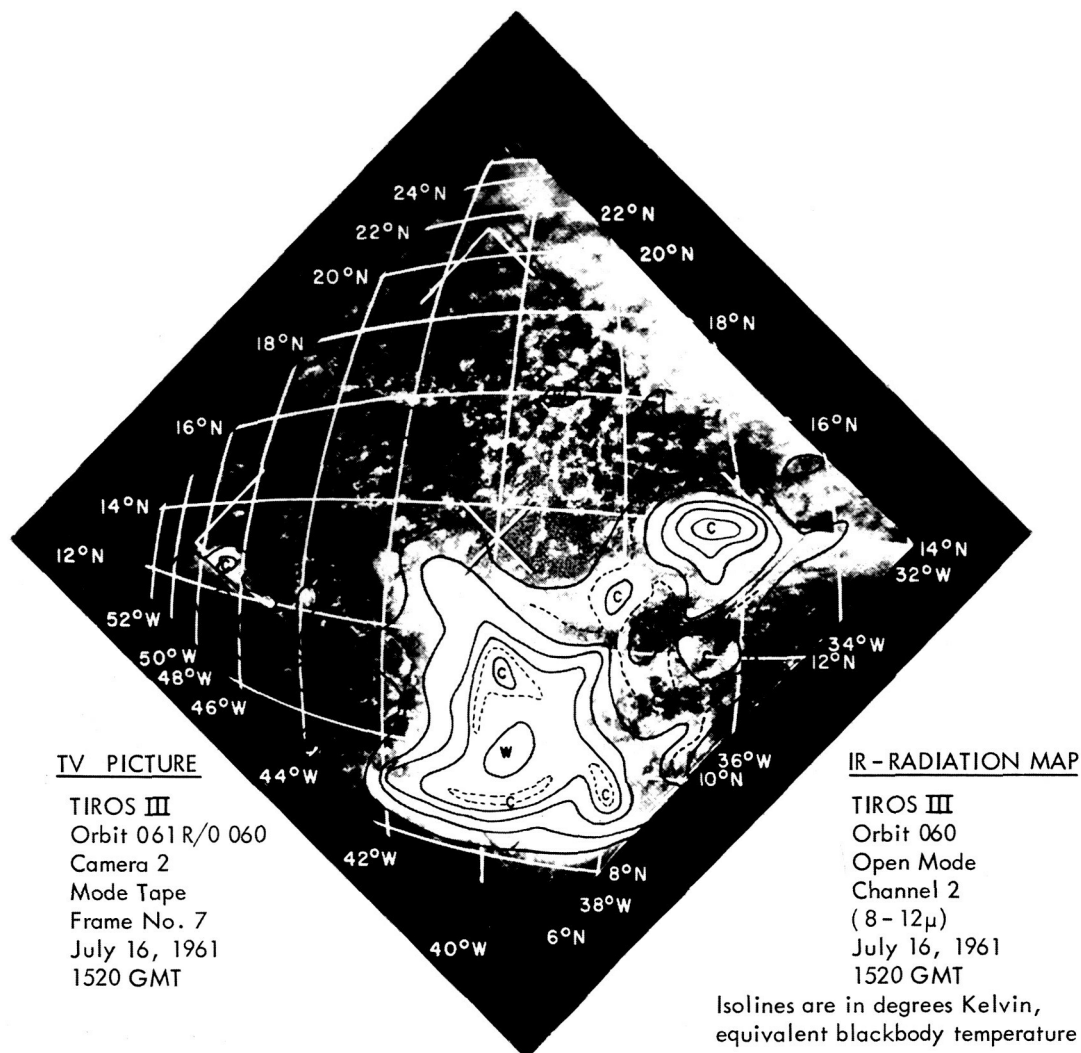 24°N
22°N
22°N
20°N
20°N
18°N
18°N
16°N
16°N
14°N
C
14°N
12°N
32°W
C
52°W
34°W
12°N
50°W
48°W
C
46°W
W
36°W
10°N
44°W
C
C
42°W
8°N
38°W
6°N
40°W
TV PICTURE
TIROS III
Orbit 061R/0 060
Camera 2
Mode Tape
Frame No. 7
July 16, 1961
1520 GMT
IR-RADIATION MAP
TIROS III
Orbit 060
Open Mode
Channel 2
(8-12μ)
July 16, 1961
1520 GMT
Isolines are in degrees Kelvin,
equivalent blackbody temperature